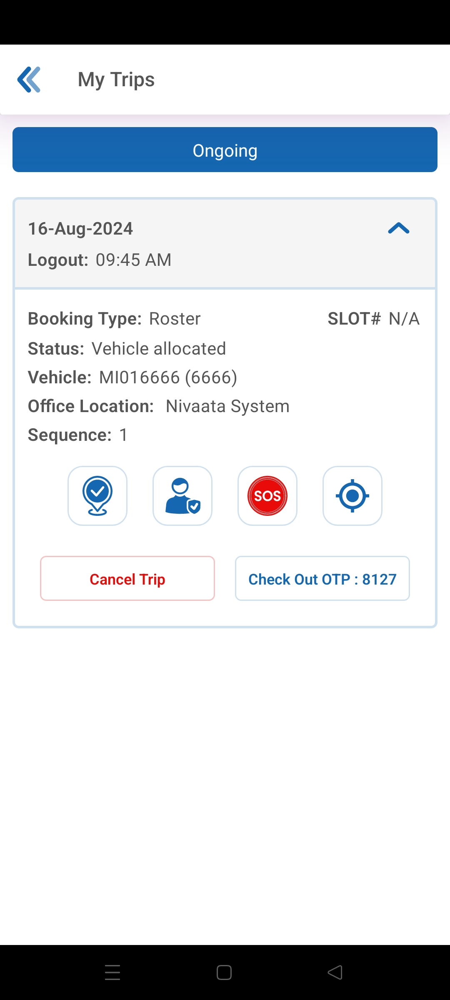 My Trips
Ongoing
16-Aug-2024
Logout: 09:45 AM
Booking Type: Roster SLOT# N/A
Status: Vehicle allocated
Vehicle: MI016666 (6666)
Office Location: Nivaata System
Sequence: 1
SOS
Cancel Trip Check Out OTP : 8127